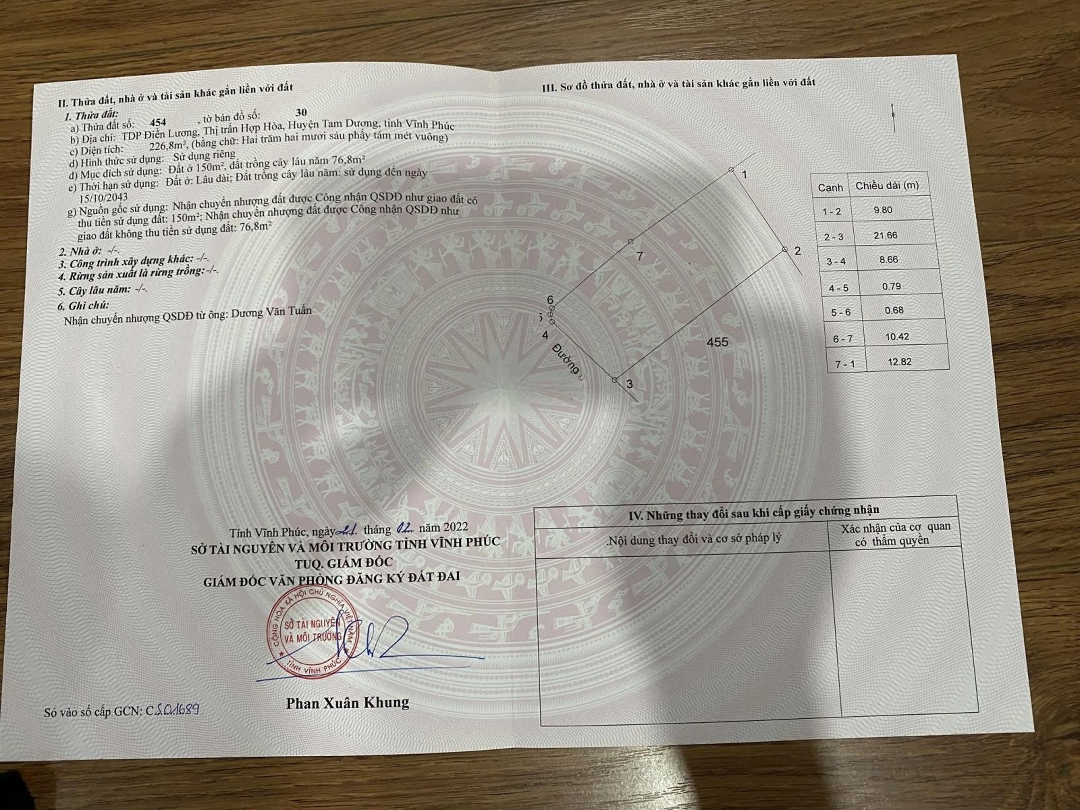 II. Thửa đất, nhà ở và tài sản khác gắn liền với đất
1. Thửa đất:
a) Thửa đất số: 454 , tờ bản đồ số: 30
b) Địa chỉ: TDP Điền Lương, Thị trấn Hợp Hòa, Huyện Tam Dương, tỉnh Vĩnh Phúc
c) Diện tích: 226,8m², (bằng chữ: Hai trăm hai mươi sáu phẩy tám mét vuông)
d) Hình thức sử dụng: Sử dụng riêng
đ) Mục đích sử dụng: Đất ở 150m², đất trồng cây lâu năm 76,8m²
e) Thời hạn sử dụng: Đất ở: Lâu dài; Đất trồng cây lâu năm: sử dụng đến ngày
15/10/2043
g) Nguồn gốc sử dụng: Nhận chuyển nhượng đất được Công nhận QSDĐ như giao đất có
thu tiền sử dụng đất: 150m²; Nhận chuyển nhượng đất được Công nhận QSDĐ như
giao đất không thu tiền sử dụng đất: 76,8m²
2. Nhà ở: -/-.
3. Công trình xây dựng khác: -/-.
4. Rừng sản xuất là rừng trồng:-/-.
5. Cây lâu năm: -/-.
6. Ghi chú:
Nhận chuyển nhượng QSDĐ từ ông: Dương Văn Tuấn
Tỉnh Vĩnh Phúc, ngày 21 tháng 02 năm 2022
SỞ TÀI NGUYÊN VÀ MÔI TRƯỜNG TỈNH VĨNH PHÚC
TUQ. GIÁM ĐỐC
GIÁM ĐỐC VĂN PHÒNG ĐĂNG KÝ ĐẤT ĐAI
CỘNG HÒA XÃ HỘI CHỦ NGHĨA VIỆT NAM
SỞ TÀI NGUYÊN
VÀ MÔI TRƯỜNG
TỈNH VĨNH PHÚC
Phan Xuân Khung
Số vào sổ cấp GCN: CS01689
III. Sơ đồ thửa đất, nhà ở và tài sản khác gắn liền với đất
1
2
7
6
5
4
3
Đường
455
Cạnh Chiều dài (m)
1 - 2 9.80
2 - 3 21.66
3 - 4 8.66
4 - 5 0.79
5 - 6 0.68
6 - 7 10.42
7 - 1 12.82
IV. Những thay đổi sau khi cấp giấy chứng nhận
Nội dung thay đổi và cơ sở pháp lý
Xác nhận của cơ quan
có thẩm quyền